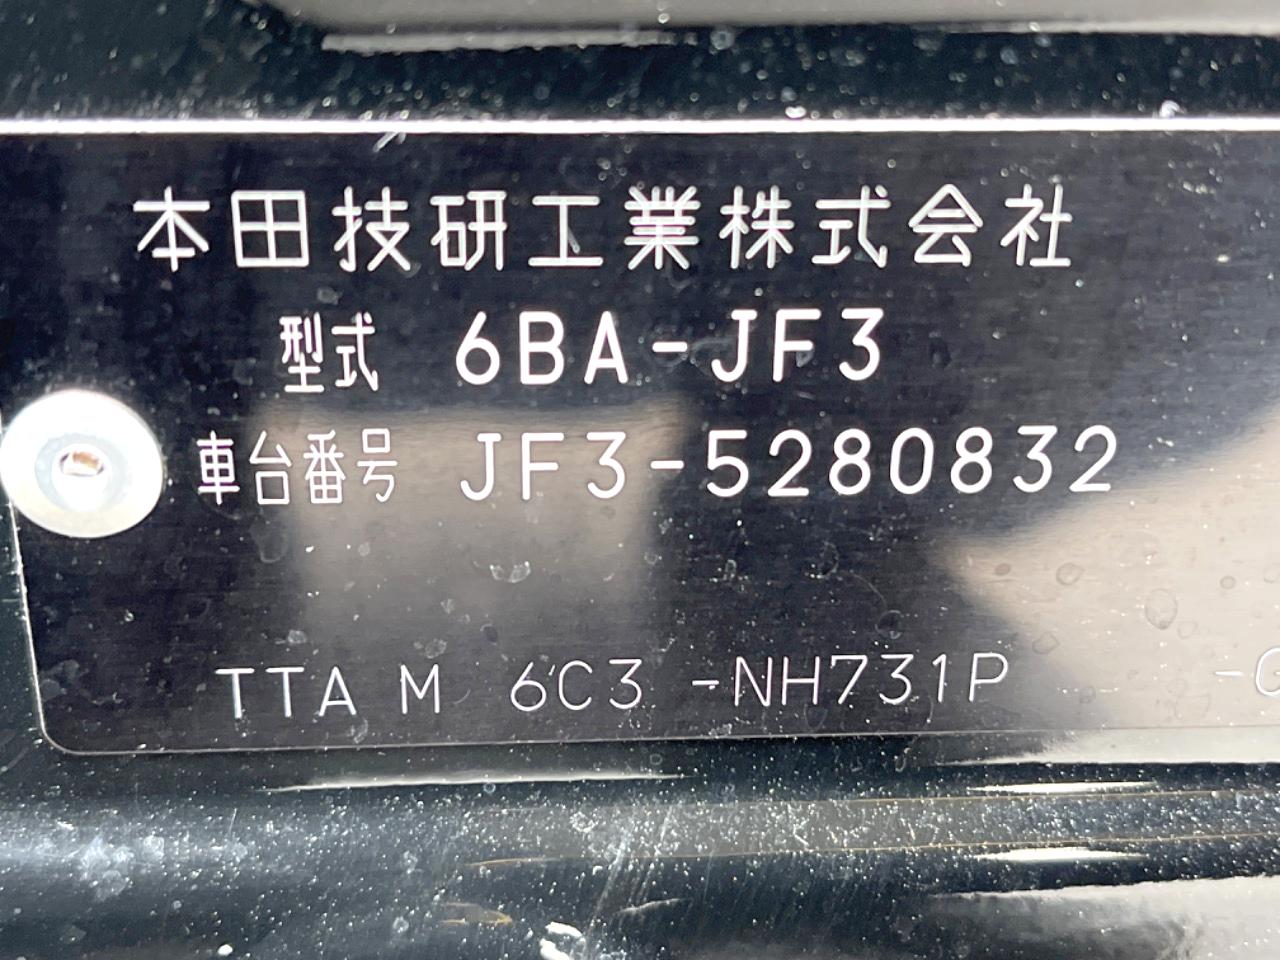 本田技研工業株式会社
型式 6BA-JF3
車台番号 JF3-5280832
TTA M 6C3 -NH731P